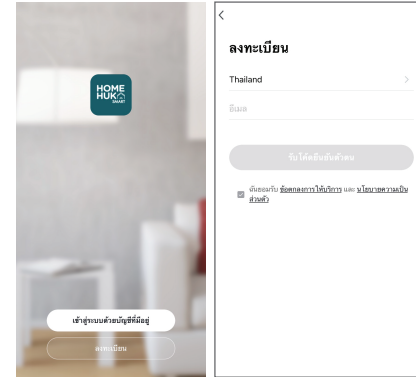 HOME
HUK
SMART
เข้าสู่ระบบด้วยบัญชีที่มีอยู่
ลงทะเบียน
ลงทะเบียน
Thailand
อีเมล
รับโค้ดยืนยันตัวตน
ฉันยอมรับ ข้อตกลงการให้บริการ และ นโยบายความเป็น
ส่วนตัว